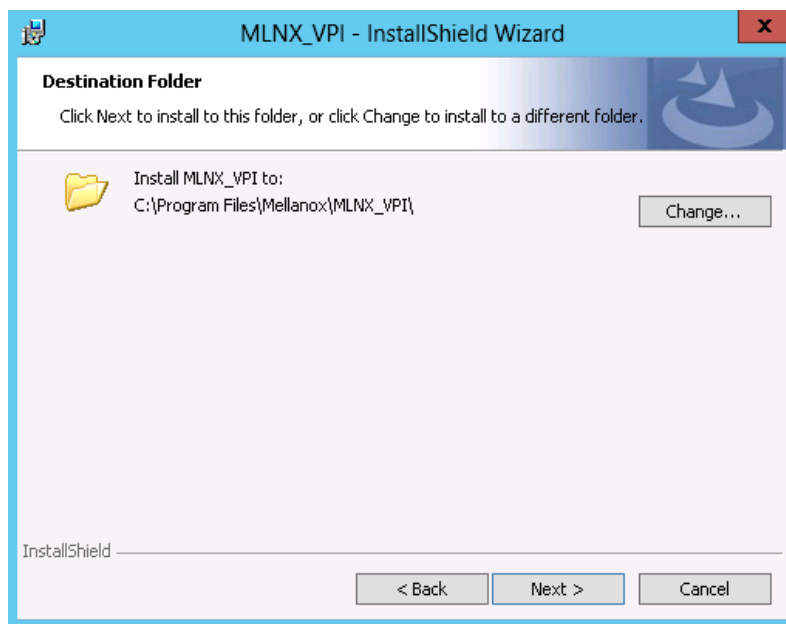 MLNX_VPI - InstallShield Wizard
x
Destination Folder
Click Next to install to this folder, or click Change to install to a different folder.
Install MLNX_VPI to:
C:\Program Files\Mellanox\MLNX_VPI\
Change...
InstallShield
< Back
Next >
Cancel